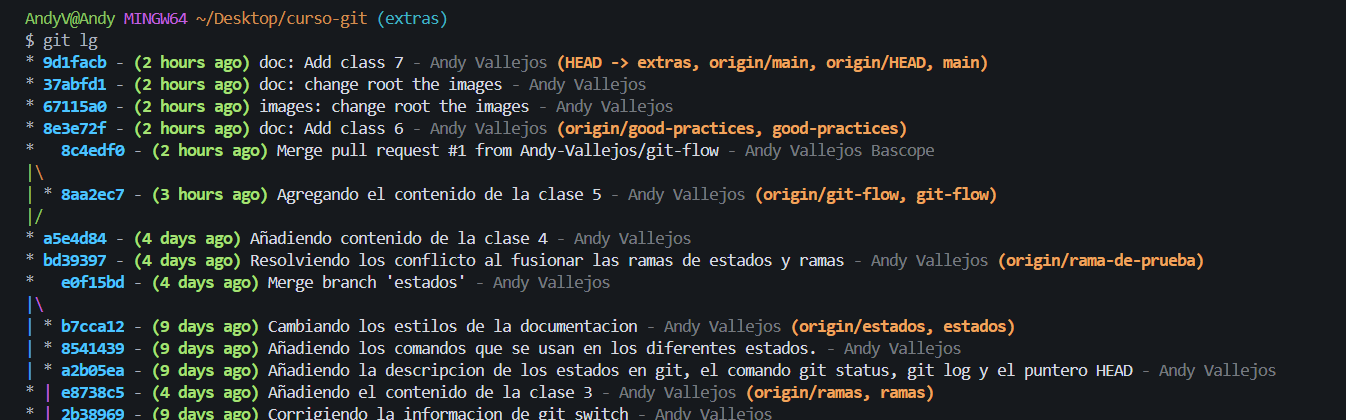 AndyV@Andy MINGW64 ~/Desktop/curso-git (extras)
$ git lg
* 9d1facb - (2 hours ago) doc: Add class 7 - Andy Vallejos (HEAD -> extras, origin/main, origin/HEAD, main)
* 37abfd1 - (2 hours ago) doc: change root the images - Andy Vallejos
* 67115a0 - (2 hours ago) images: change root the images - Andy Vallejos
* 8e3e72f - (2 hours ago) doc: Add class 6 - Andy Vallejos (origin/good-practices, good-practices)
*   8c4edf0 - (2 hours ago) Merge pull request #1 from Andy-Vallejos/git-flow - Andy Vallejos Bascope
|\
| * 8aa2ec7 - (3 hours ago) Agregando el contenido de la clase 5 - Andy Vallejos (origin/git-flow, git-flow)
|/
* a5e4d84 - (4 days ago) Añadiendo contenido de la clase 4 - Andy Vallejos
* bd39397 - (4 days ago) Resolviendo los conflicto al fusionar las ramas de estados y ramas - Andy Vallejos (origin/rama-de-prueba)
*   e0f15bd - (4 days ago) Merge branch 'estados' - Andy Vallejos
|\
| * b7cca12 - (9 days ago) Cambiando los estilos de la documentacion - Andy Vallejos (origin/estados, estados)
| * 8541439 - (9 days ago) Añadiendo los comandos que se usan en los diferentes estados. - Andy Vallejos
| * a2b05ea - (9 days ago) Añadiendo la descripcion de los estados en git, el comando git status, git log y el puntero HEAD - Andy Vallejos
* | e8738c5 - (4 days ago) Añadiendo el contenido de la clase 3 - Andy Vallejos (origin/ramas, ramas)
* | 2b38969 - (9 days ago) Corrigiendo la informacion de git switch - Andy Vallejos